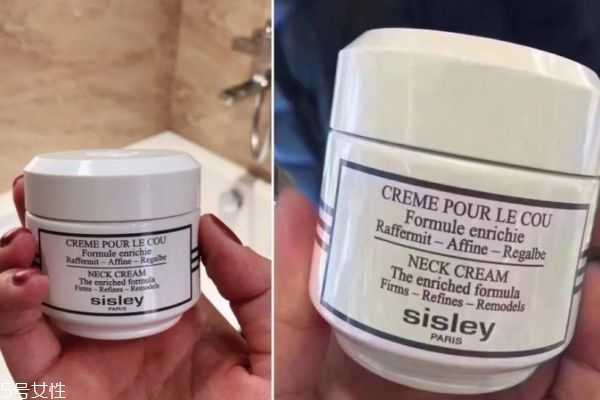 CREME POUR LE COU
Formule enrichie
Raffermit – Affine – Regalbe
NECK CREAM
The enriched formula
Firms – Refines – Remodels
sisley
PARIS
CREME POUR LE COU
Formule enrichie
Raffermit – Affine – Regalbe
NECK CREAM
The enriched formula
Firms – Refines – Remodels
sisley
PARIS
5号女性